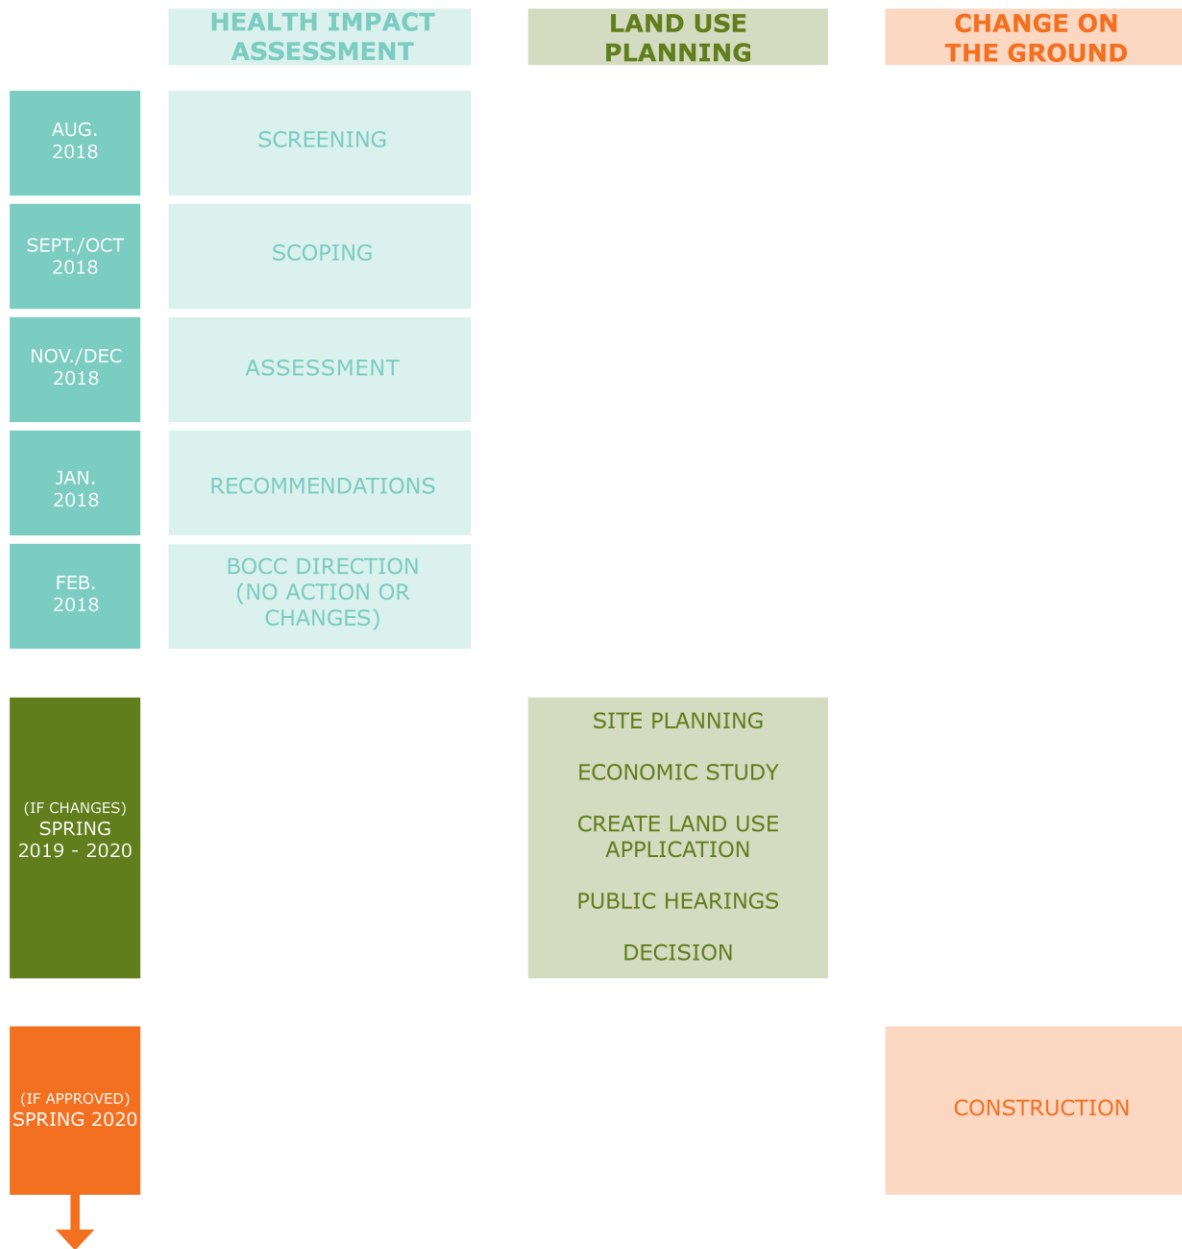 HEALTH IMPACT
ASSESSMENT
LAND USE
PLANNING
CHANGE ON
THE GROUND
AUG.
2018
SCREENING
SEPT./OCT
2018
SCOPING
NOV./DEC
2018
ASSESSMENT
JAN.
2018
RECOMMENDATIONS
FEB.
2018
BOCC DIRECTION
(NO ACTION OR
CHANGES)
(IF CHANGES)
SPRING
2019 - 2020
SITE PLANNING
ECONOMIC STUDY
CREATE LAND USE
APPLICATION
PUBLIC HEARINGS
DECISION
(IF APPROVED)
SPRING 2020
CONSTRUCTION